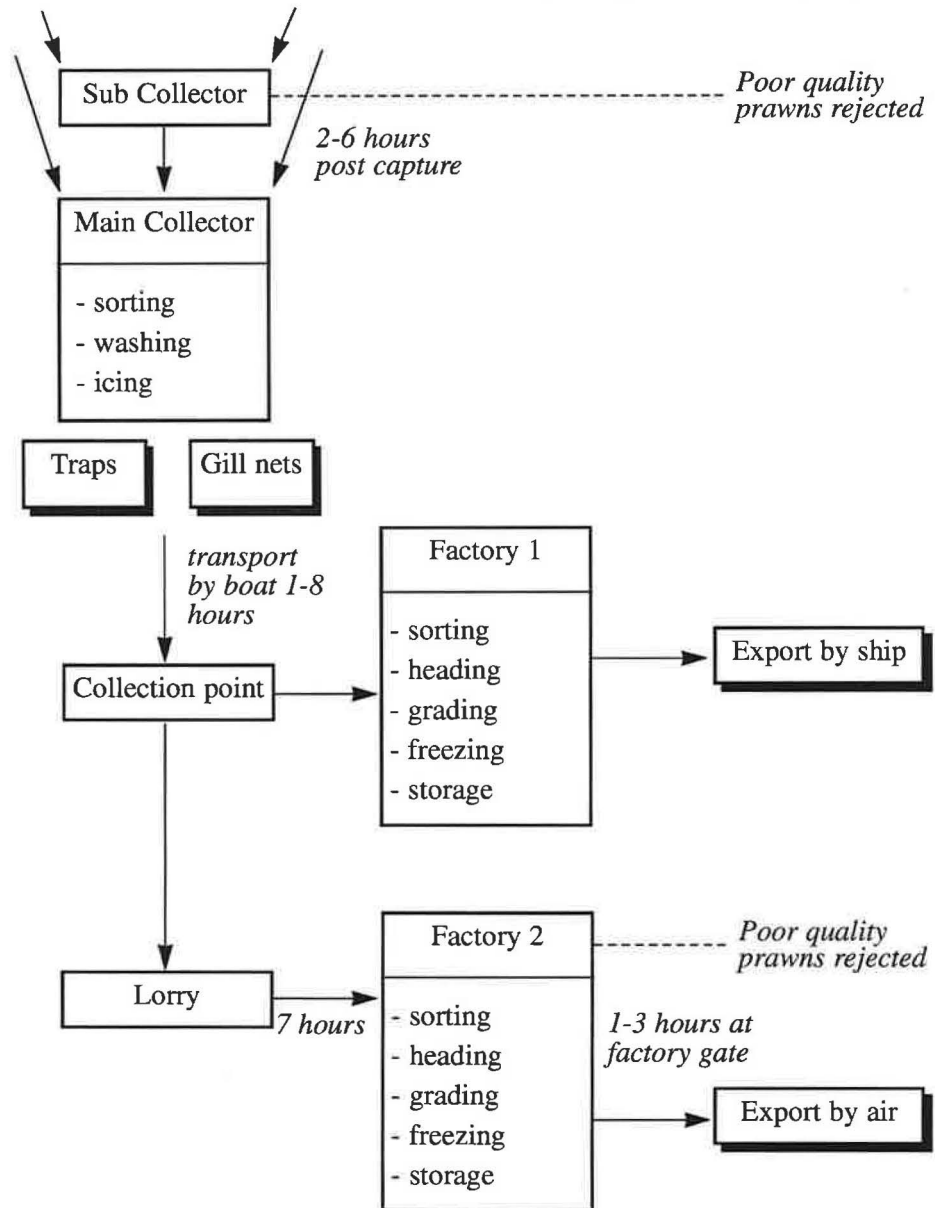 Sub Collector
Poor quality
prawns rejected
2-6 hours
post capture
Main Collector
- sorting
- washing
- icing
Traps
Gill nets
transport
by boat 1-8
hours
Factory 1
- sorting
- heading
- grading
- freezing
- storage
Export by ship
Collection point
Factory 2
Poor quality
prawns rejected
Lorry
7 hours
- sorting
- heading
- grading
- freezing
- storage
1-3 hours at
factory gate
Export by air